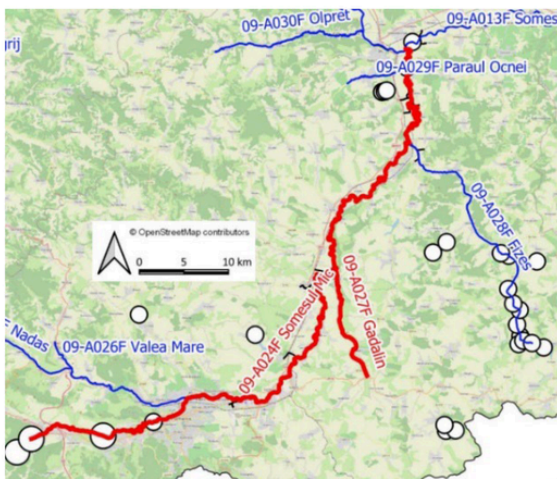 09-A030F Olpret
09-A013F Somes
grij
09-A029F Paraul Ocnei
09-A028F Fizes
© OpenStreetMap contributors
0 5 10 km
09-A027F Gadalin
09-A024F Somesul Mic
F Nadas
09-A026F Valea Mare